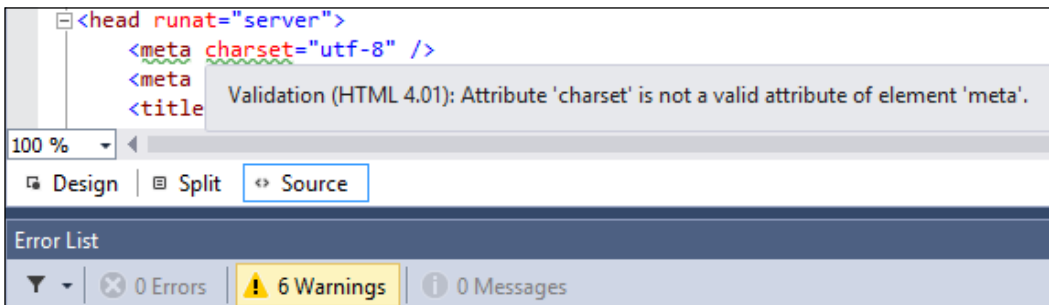 <head runat="server">
<meta charset="utf-8" />
<meta
Validation (HTML 4.01): Attribute 'charset' is not a valid attribute of element 'meta'.
<title
100 %
Design Split Source
Error List
0 Errors 6 Warnings 0 Messages